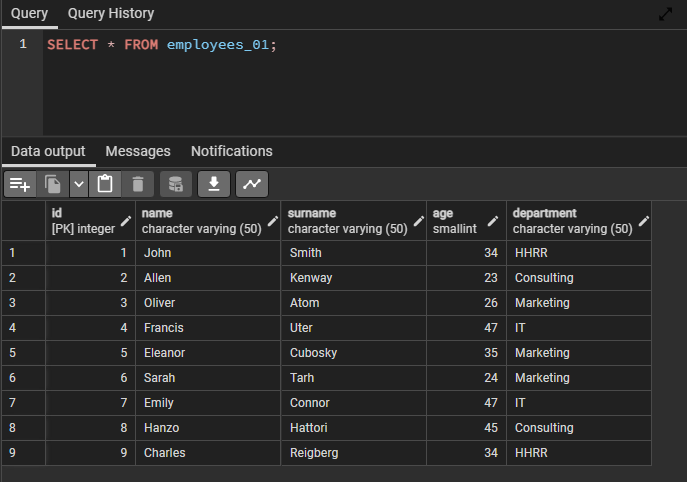 Query Query History
1 SELECT * FROM employees_01;
Data output Messages Notifications
id name surname age department
[PK] integer character varying (50) character varying (50) smallint character varying (50)
1 1 John Smith 34 HHRR
2 2 Allen Kenway 23 Consulting
3 3 Oliver Atom 26 Marketing
4 4 Francis Uter 47 IT
5 5 Eleanor Cubosky 35 Marketing
6 6 Sarah Tarh 24 Marketing
7 7 Emily Connor 47 IT
8 8 Hanzo Hattori 45 Consulting
9 9 Charles Reigberg 34 HHRR